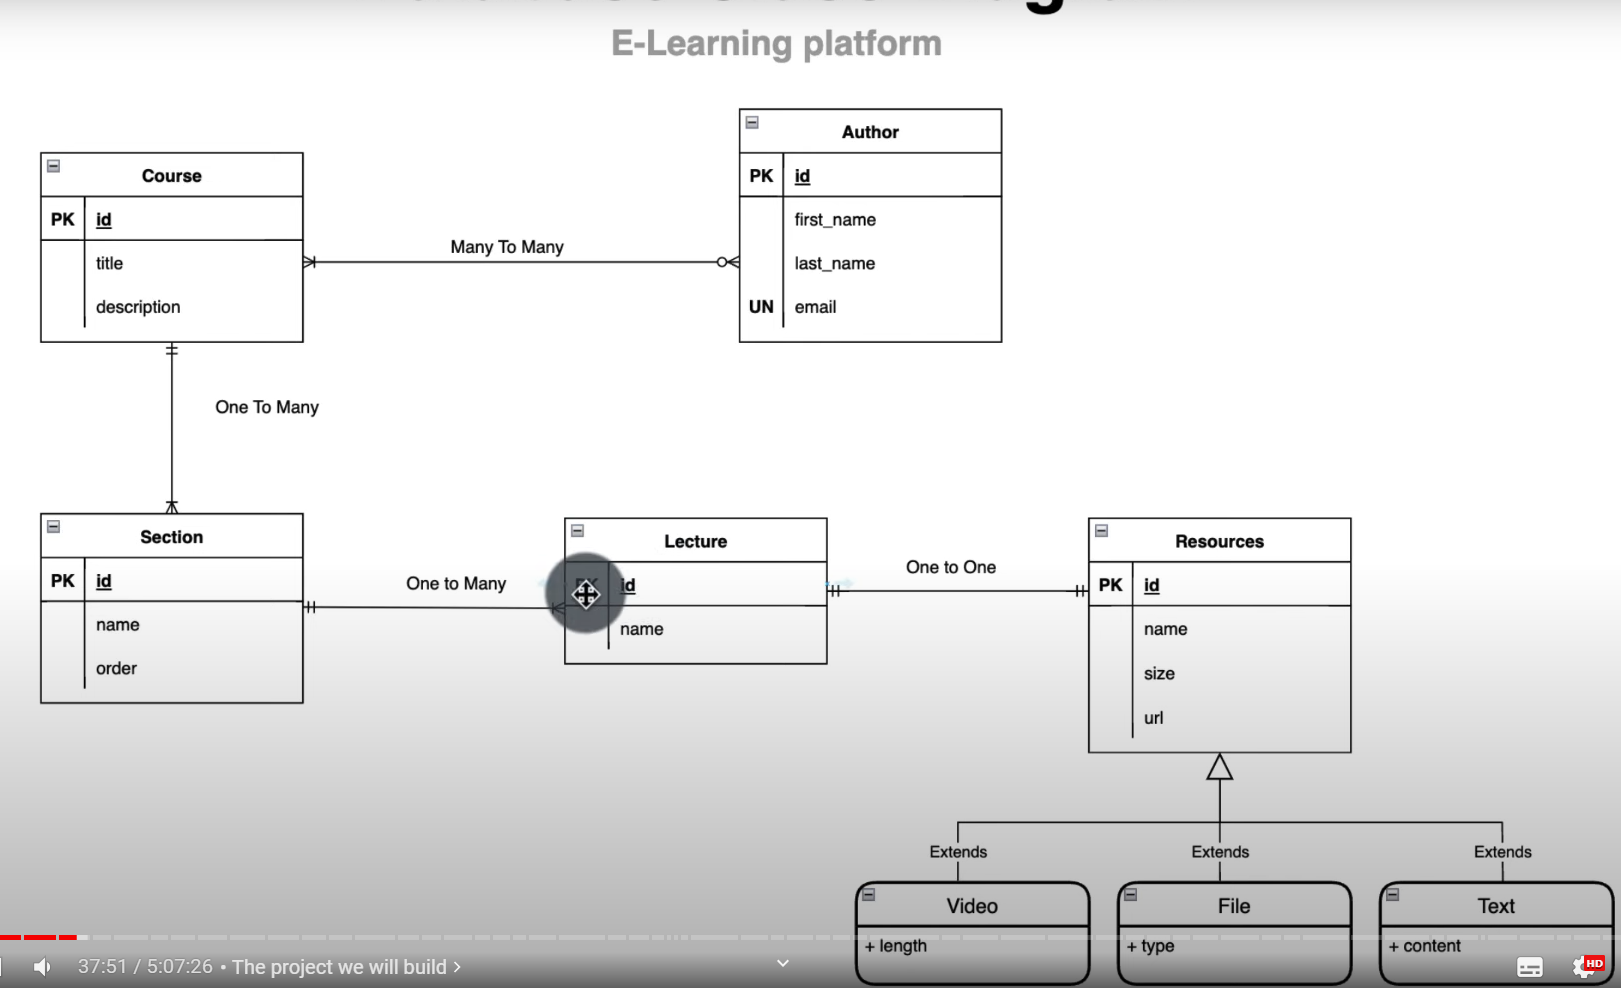 E-Learning platform
Author
PK id
first_name
last_name
UN email
Course
PK id
title
description
Many To Many
One To Many
Section
PK id
name
order
One to Many
Lecture
PK id
name
One to One
Resources
PK id
name
size
url
Extends
Extends
Extends
Video
+ length
File
+ type
Text
+ content
37:51 / 5:07:26 • The project we will build >
HD